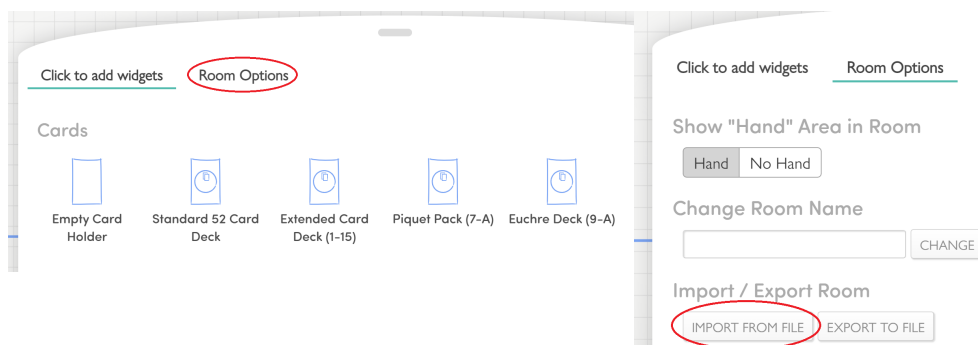 Click to add widgets
Room Options
Cards
Empty Card
Holder
Standard 52 Card
Deck
Extended Card
Deck (1-15)
Piquet Pack (7-A)
Euchre Deck (9-A)
Click to add widgets
Room Options
Show "Hand" Area in Room
Hand
No Hand
Change Room Name
CHANGE
Import / Export Room
IMPORT FROM FILE
EXPORT TO FILE